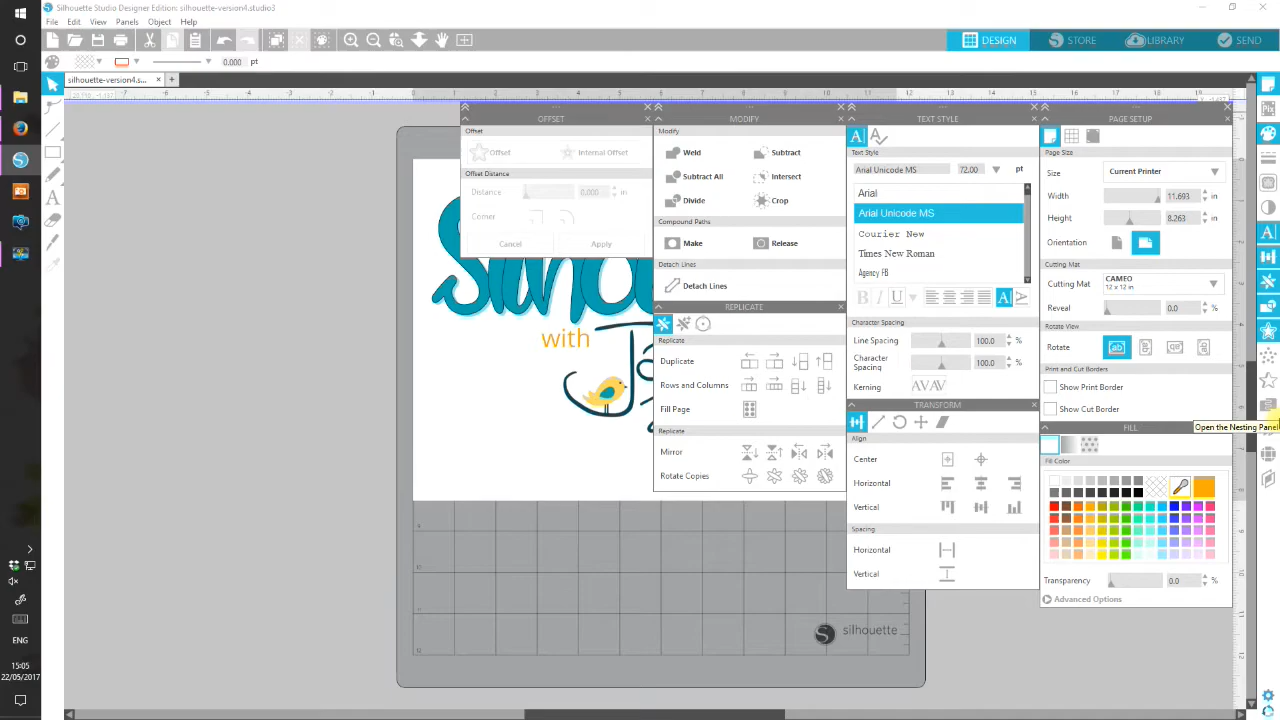 Silhouette Studio Designer Edition: silhouette-version4.studio3
File Edit View Panels Object Help
DESIGN STORE LIBRARY SEND
0.000 pt
silhouette-version4.s...
OFFSET
Offset
Offset Internal Offset
Offset Distance
Distance 0.000 in
Corner
Cancel Apply
MODIFY
Modify
Weld Subtract
Subtract All Intersect
Divide Crop
Compound Paths
Make Release
Detach Lines
Detach Lines
REPLICATE
Replicate
Duplicate
Rows and Columns
Fill Page
Replicate
Mirror
Rotate Copies
TEXT STYLE
Text Style
Arial Unicode MS 72.00 pt
Arial
Arial Unicode MS
Courier New
Times New Roman
Agency FB
Character Spacing
Line Spacing 100.0 %
Character Spacing 100.0 %
Kerning
TRANSFORM
Align
Center
Horizontal
Vertical
Spacing
Horizontal
Vertical
PAGE SETUP
Page Size
Size Current Printer
Width 11.693 in
Height 8.263 in
Orientation
Cutting Mat
Cutting Mat CAMEO
12 x 12 in
Reveal 0.0
Rotate View
Rotate
Print and Cut Borders
Show Print Border
Show Cut Border
Open the Nesting Panel
FILL
Fill Color
Transparency 0.0 %
Advanced Options
with
silhouette
ENG
15:05
22/05/2017